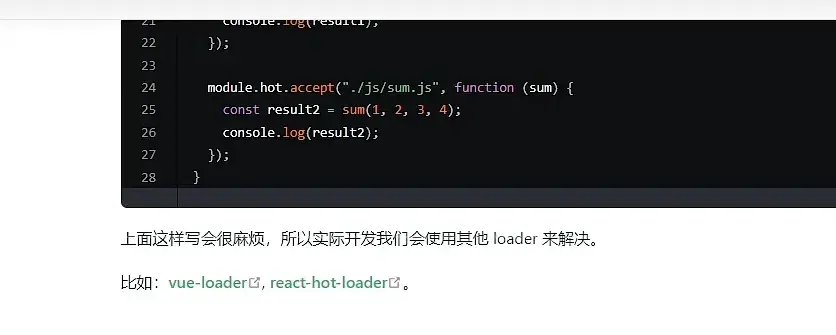 21 console.log(result1);
22 });
23
24 module.hot.accept("./js/sum.js", function (sum) {
25 const result2 = sum(1, 2, 3, 4);
26 console.log(result2);
27 });
28 }
上面这样写会很麻烦，所以实际开发我们会使用其他 loader 来解决。
比如：vue-loader, react-hot-loader。